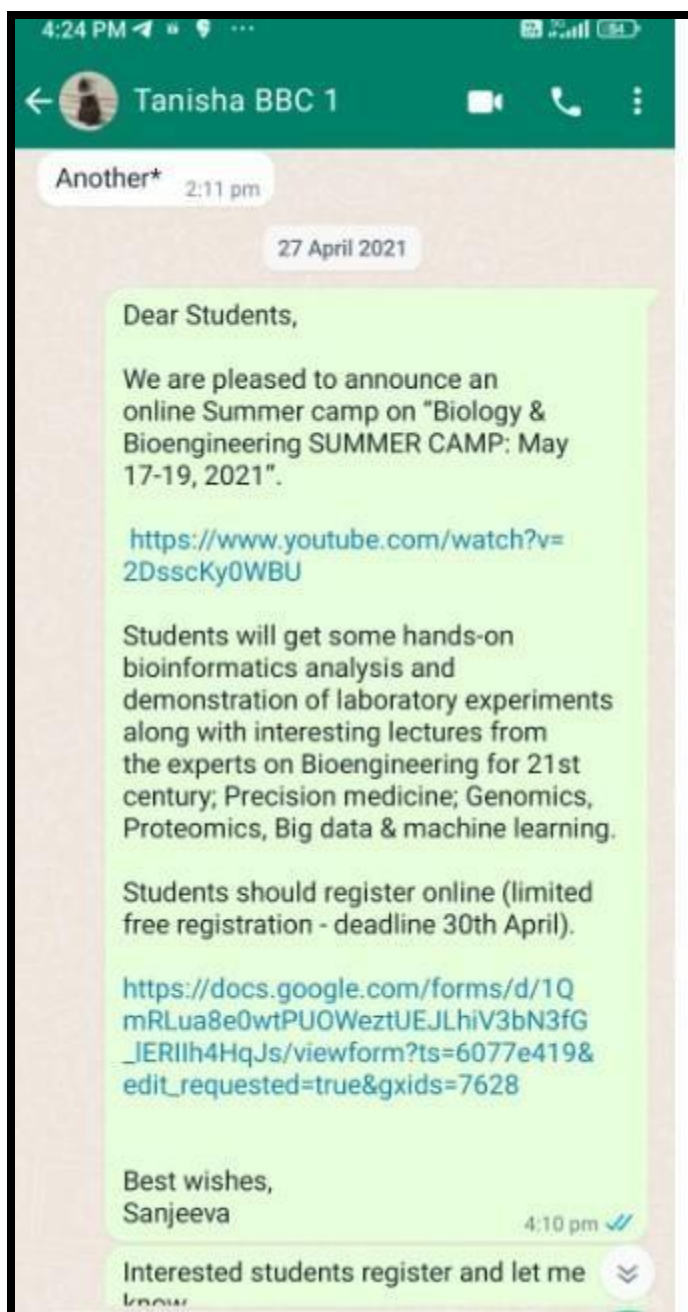 4:24 PM
54
Tanisha BBC 1
Another*
2:11 pm
27 April 2021
Dear Students,
We are pleased to announce an
online Summer camp on “Biology &
Bioengineering SUMMER CAMP: May
17-19, 2021”.
https://www.youtube.com/watch?v=
2DsscKy0WBU
Students will get some hands-on
bioinformatics analysis and
demonstration of laboratory experiments
along with interesting lectures from
the experts on Bioengineering for 21st
century; Precision medicine; Genomics,
Proteomics, Big data & machine learning.
Students should register online (limited
free registration - deadline 30th April).
https://docs.google.com/forms/d/1Q
mRLua8e0wtPUOWeztUEJLhiV3bN3fG
_lERIlh4HqJs/viewform?ts=6077e419&
edit_requested=true&gxids=7628
Best wishes,
Sanjeeva
4:10 pm
Interested students register and let me
know